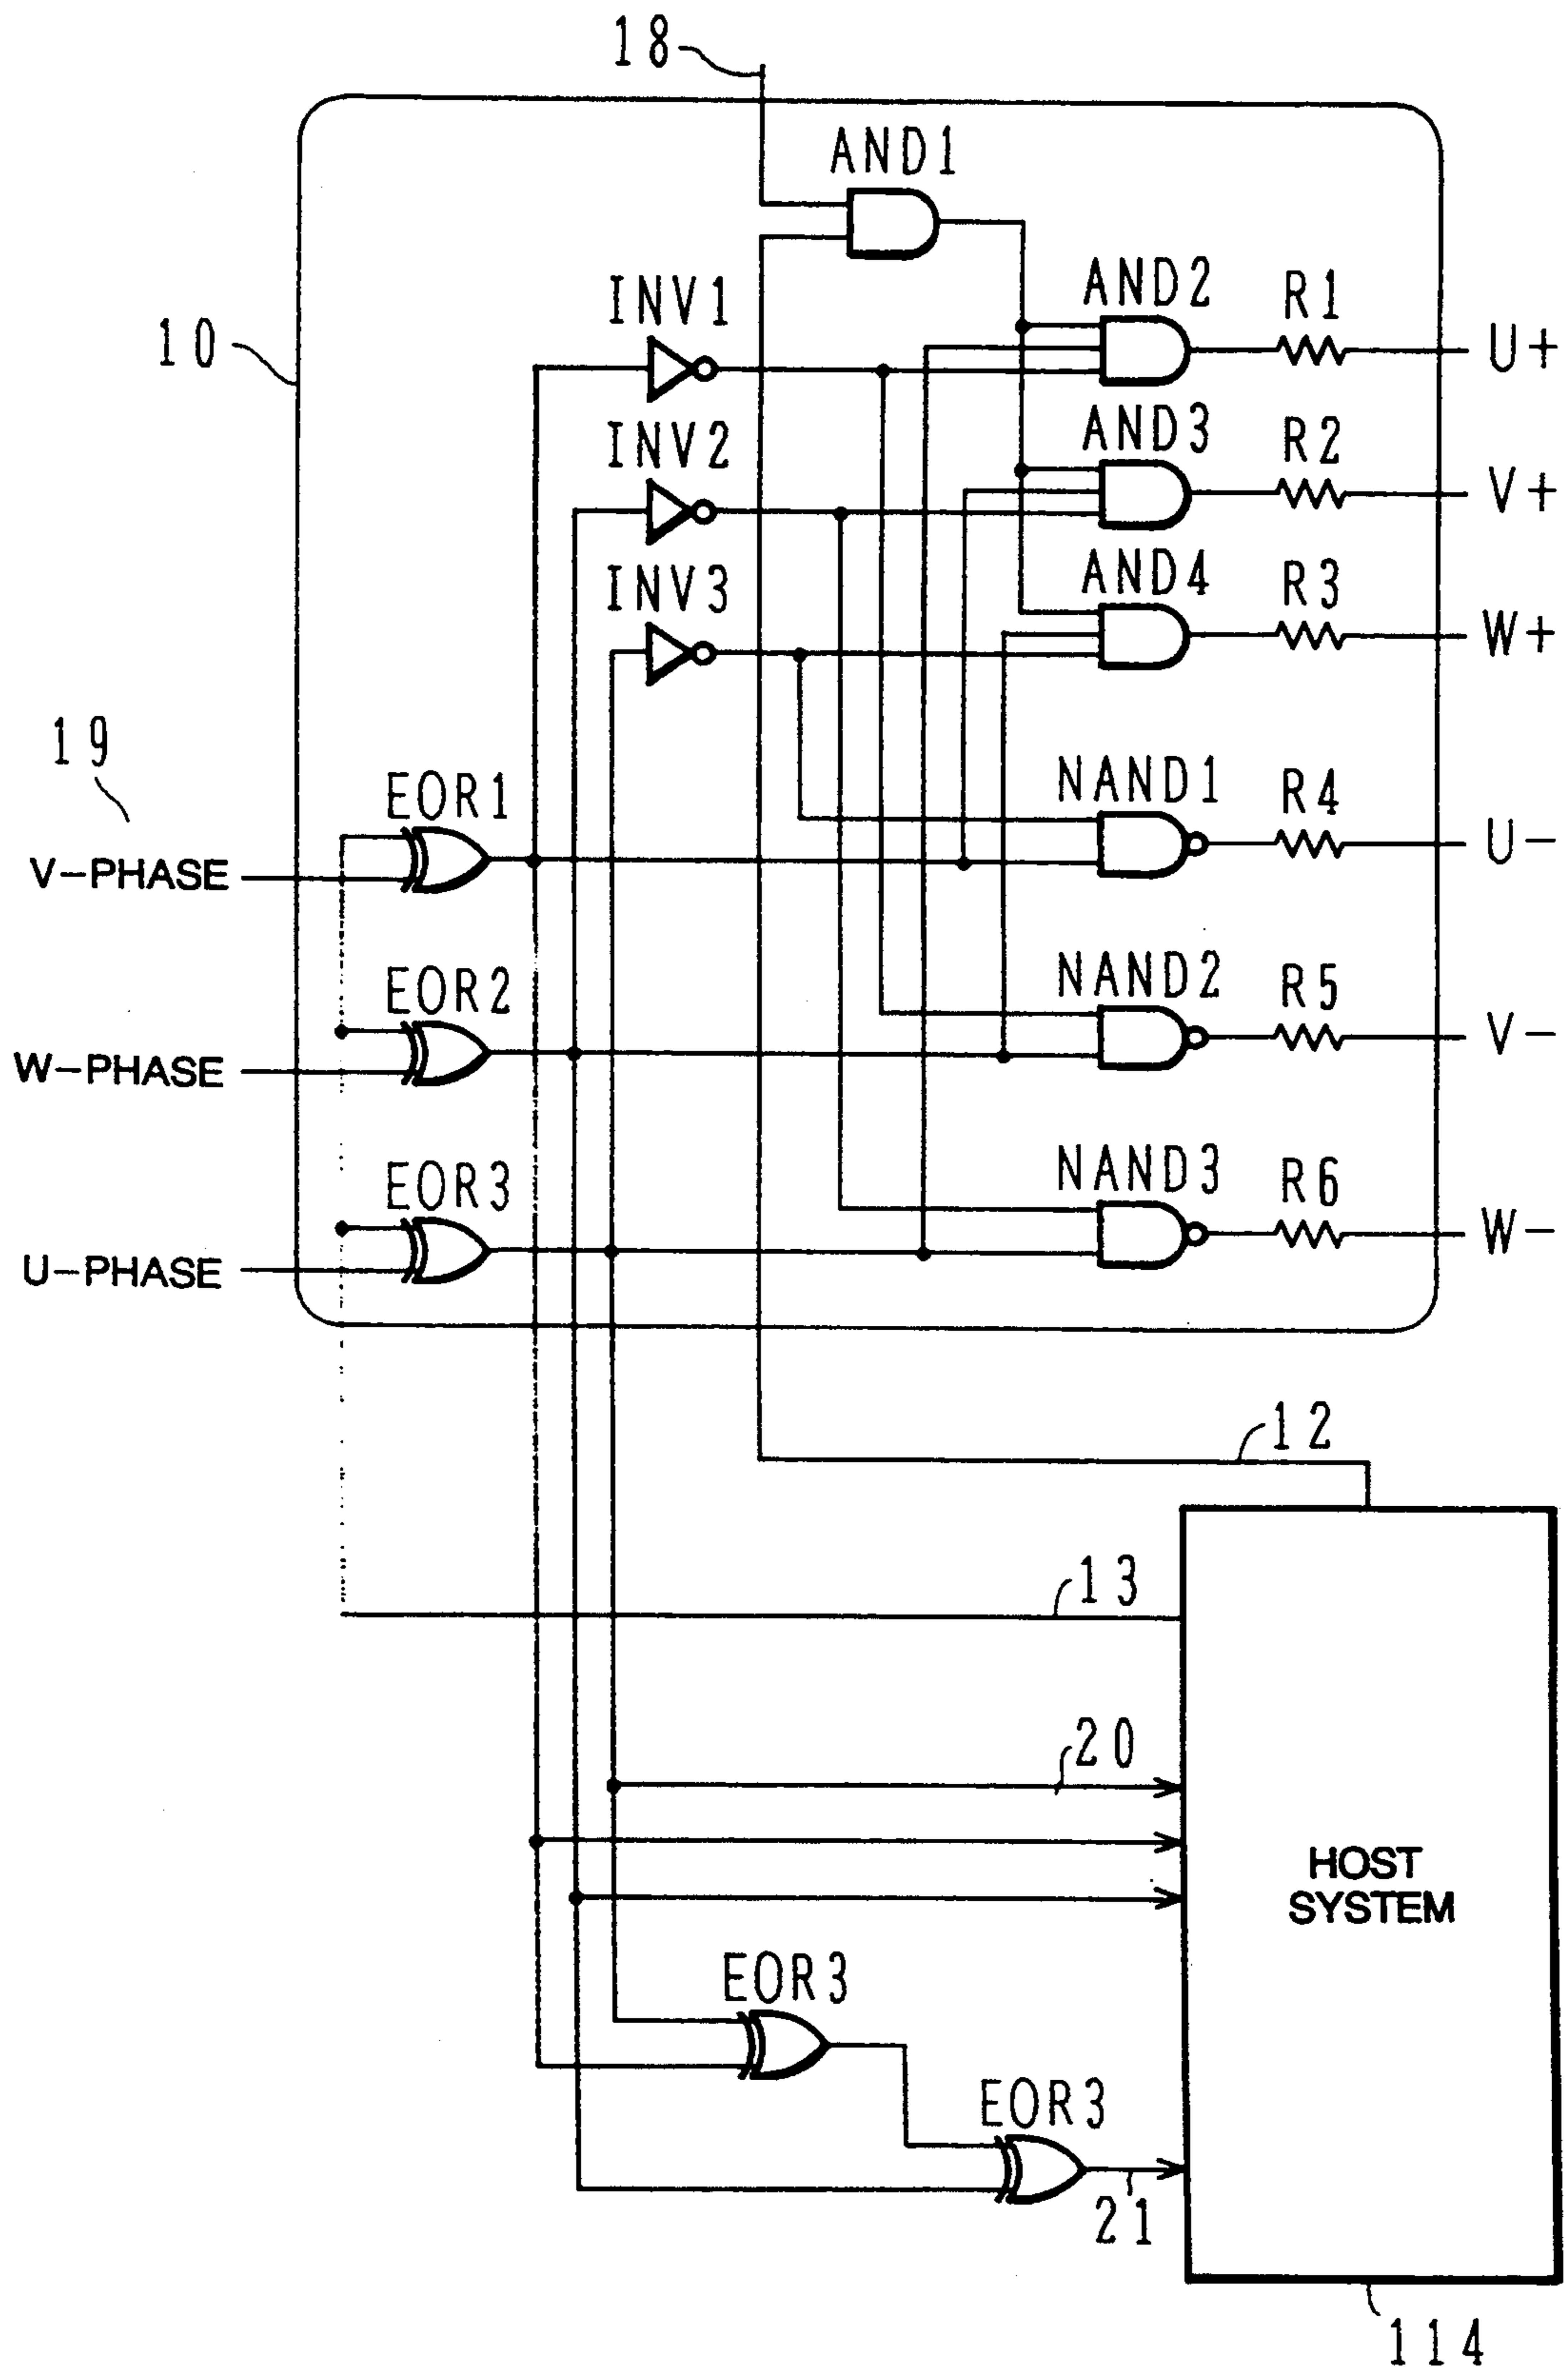 18
AND1
INV1
AND2
R1
10
U+
INV2
AND3
R2
V+
INV3
AND4
R3
W+
19
EOR1
NAND1
R4
V-PHASE
U-
EOR2
NAND2
R5
W-PHASE
V-
EOR3
NAND3
R6
U-PHASE
W-
12
13
20
HOST
SYSTEM
EOR3
EOR3
21
114